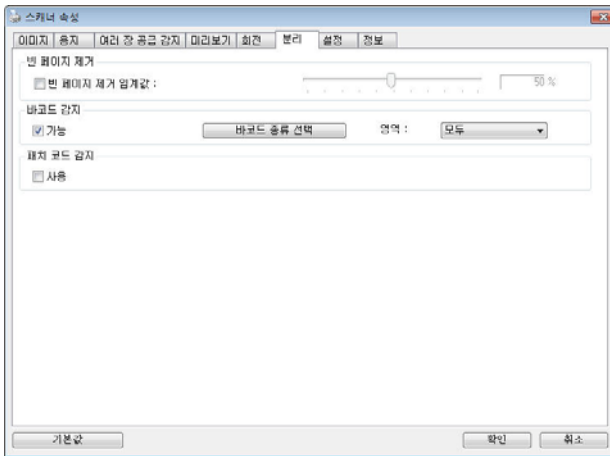 스캐너 속성
이미지 용지 여러 장 공급 감지 미리보기 회전 분리 설정 정보
빈 페이지 제거
빈 페이지 제거 임계값 : 50 %
바코드 감지
가능 바코드 종류 선택 영역 : 모두
패치 코드 감지
사용
기본값 확인 취소